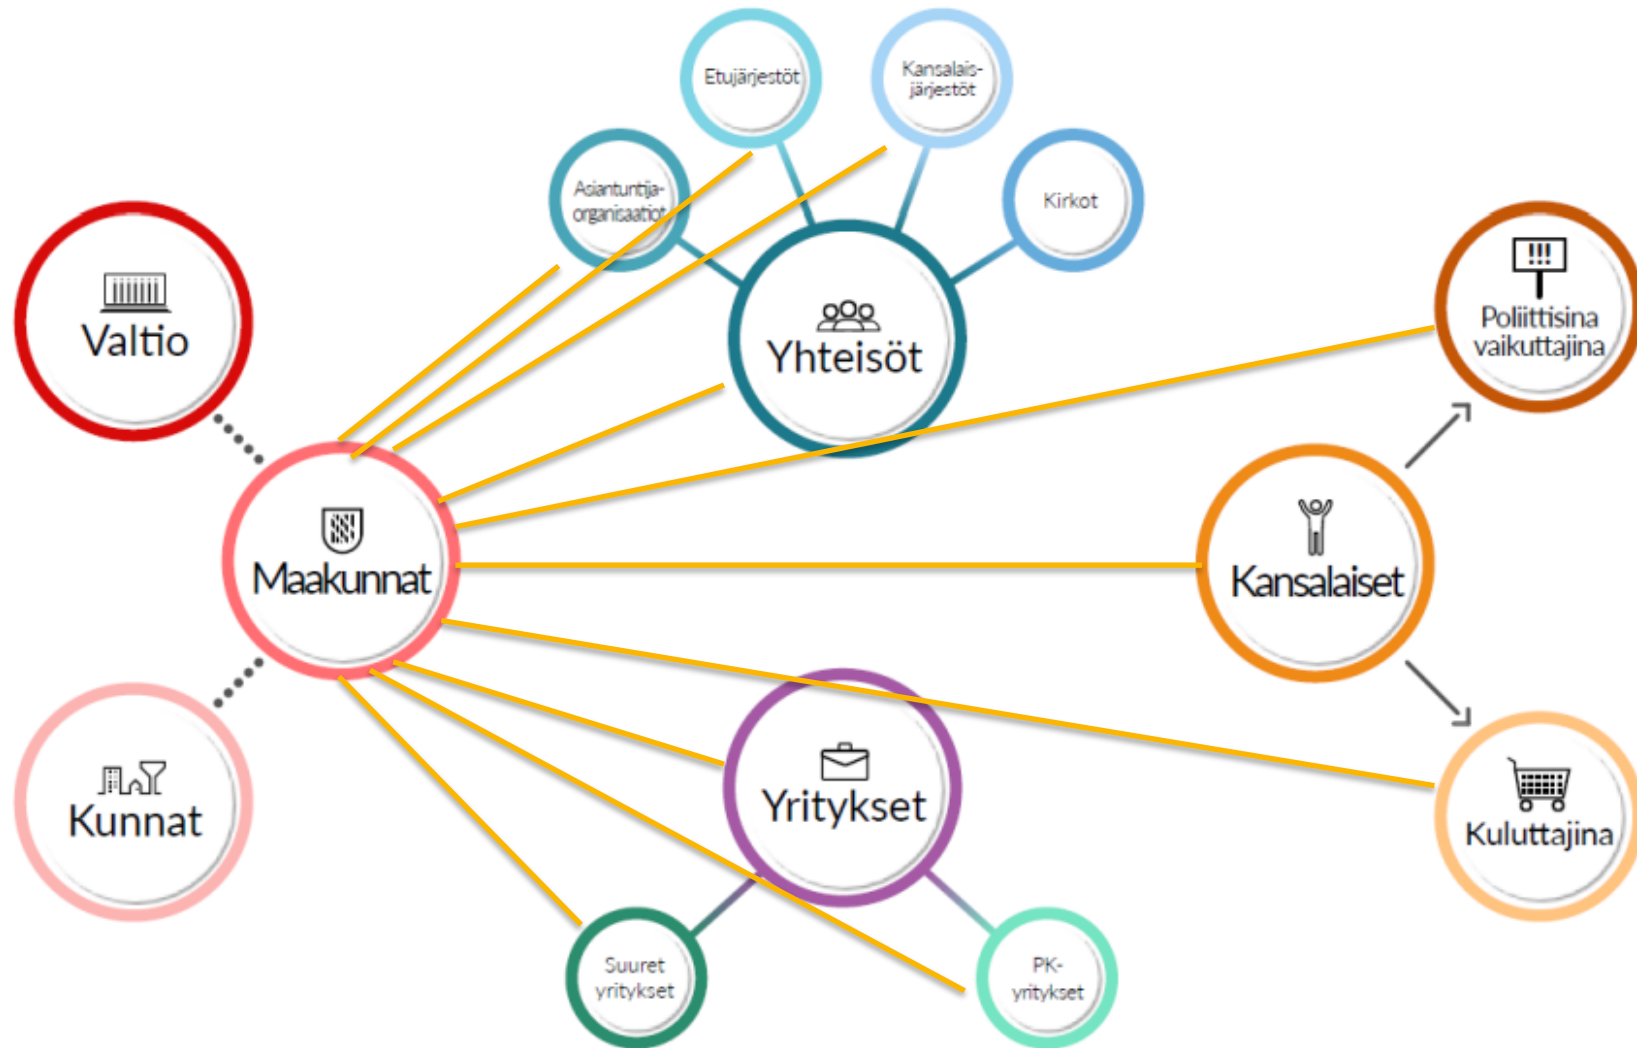 Etujärjestöt
Kansalais-
järjestöt
Asiantuntija-
organisaatiot
Kirkot
Valtio
Yhteisöt
!!!
Poliittisina
vaikuttajina
Maakunnat
Kansalaiset
Kunnat
Yritykset
Kuluttajina
Suuret
yritykset
PK-
yritykset